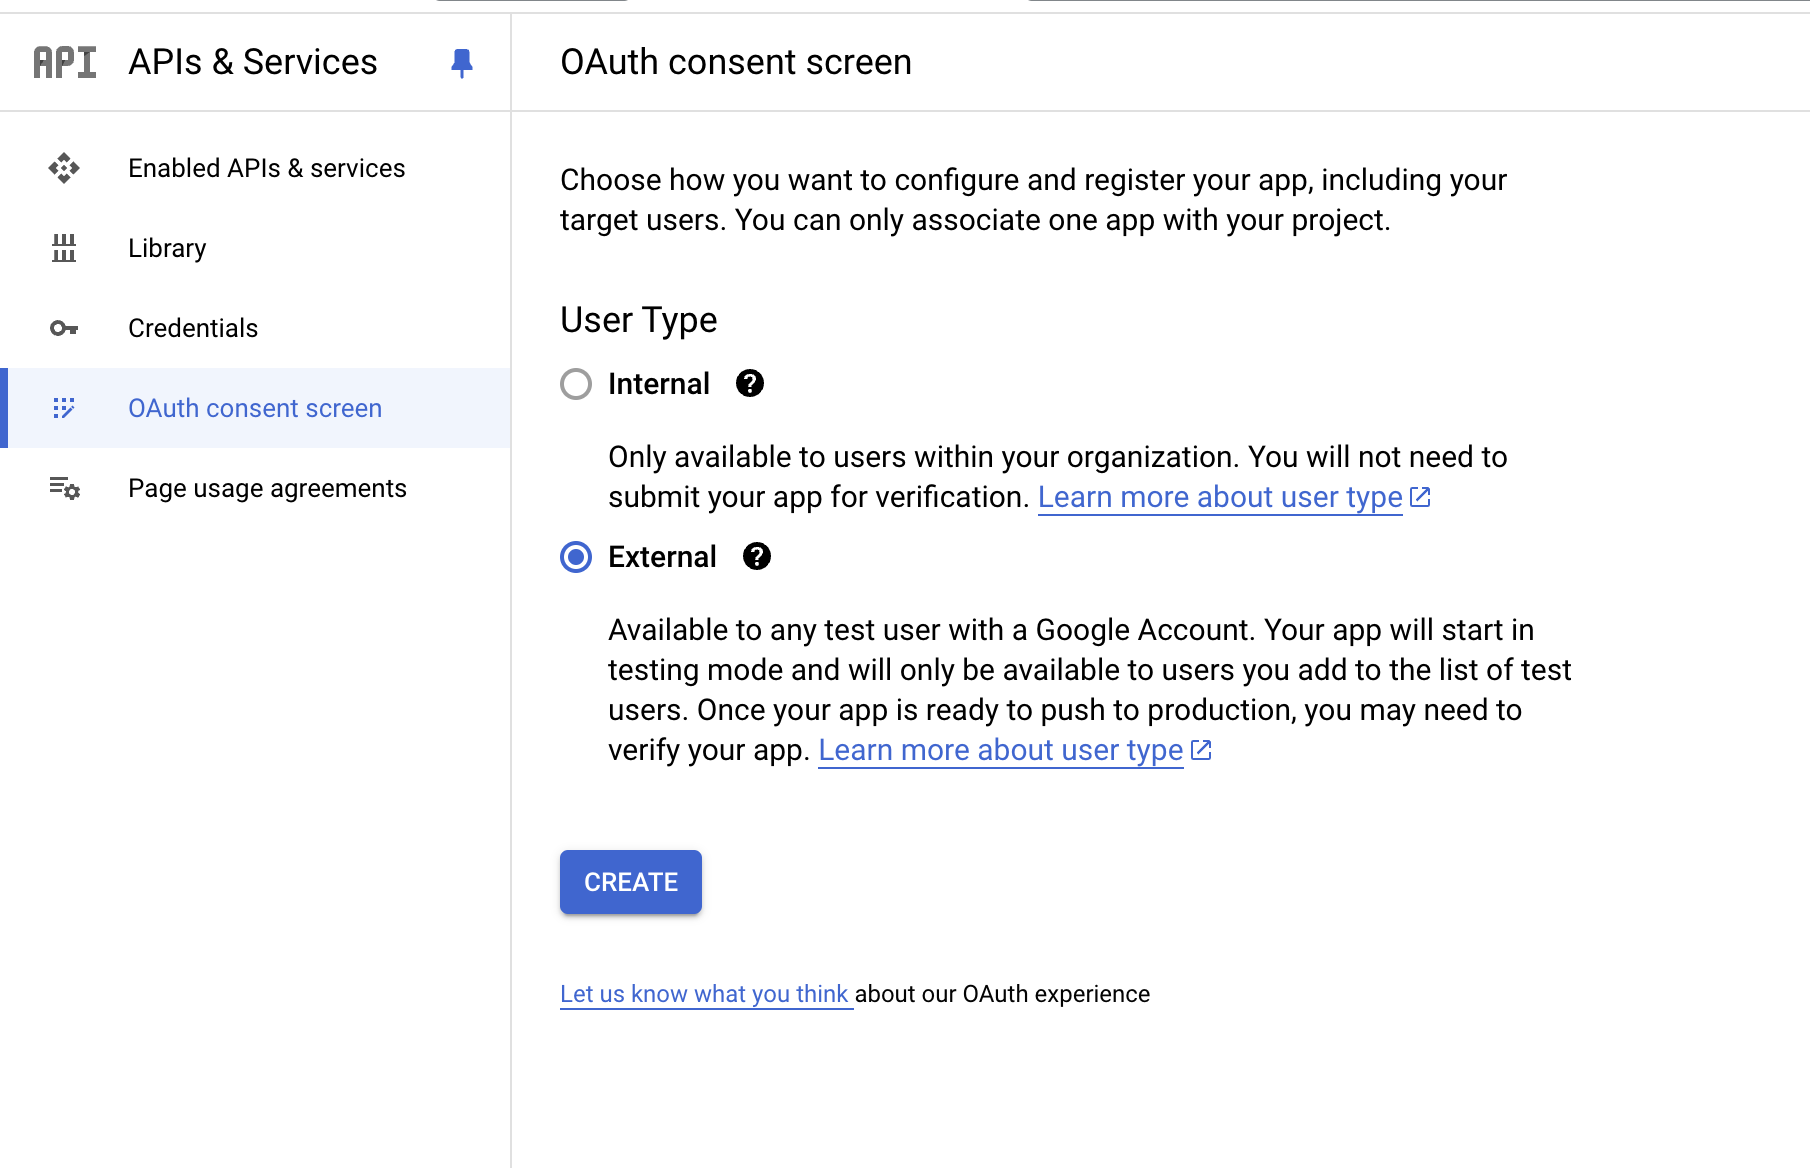 API APIs & Services
OAuth consent screen
Enabled APIs & services
Library
Credentials
OAuth consent screen
Page usage agreements
Choose how you want to configure and register your app, including your
target users. You can only associate one app with your project.
User Type
Internal ?
Only available to users within your organization. You will not need to
submit your app for verification. Learn more about user type
External ?
Available to any test user with a Google Account. Your app will start in
testing mode and will only be available to users you add to the list of test
users. Once your app is ready to push to production, you may need to
verify your app. Learn more about user type
CREATE
Let us know what you think about our OAuth experience